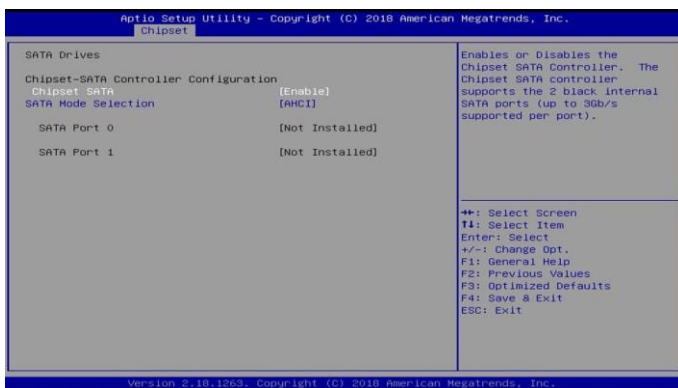 Aptio Setup Utility – Copyright (C) 2018 American Megatrends, Inc.
Chipset
SATA Drives
Chipset-SATA Controller Configuration
Chipset SATA [Enable]
SATA Mode Selection [AHCI]
SATA Port 0 [Not Installed]
SATA Port 1 [Not Installed]
Enables or Disables the
Chipset SATA Controller. The
Chipset SATA controller
supports the 2 black internal
SATA ports (up to 3Gb/s
supported per port).
→←: Select Screen
↑↓: Select Item
Enter: Select
+/-: Change Opt.
F1: General Help
F2: Previous Values
F3: Optimized Defaults
F4: Save & Exit
ESC: Exit
Version 2.18.1263. Copyright (C) 2018 American Megatrends, Inc.